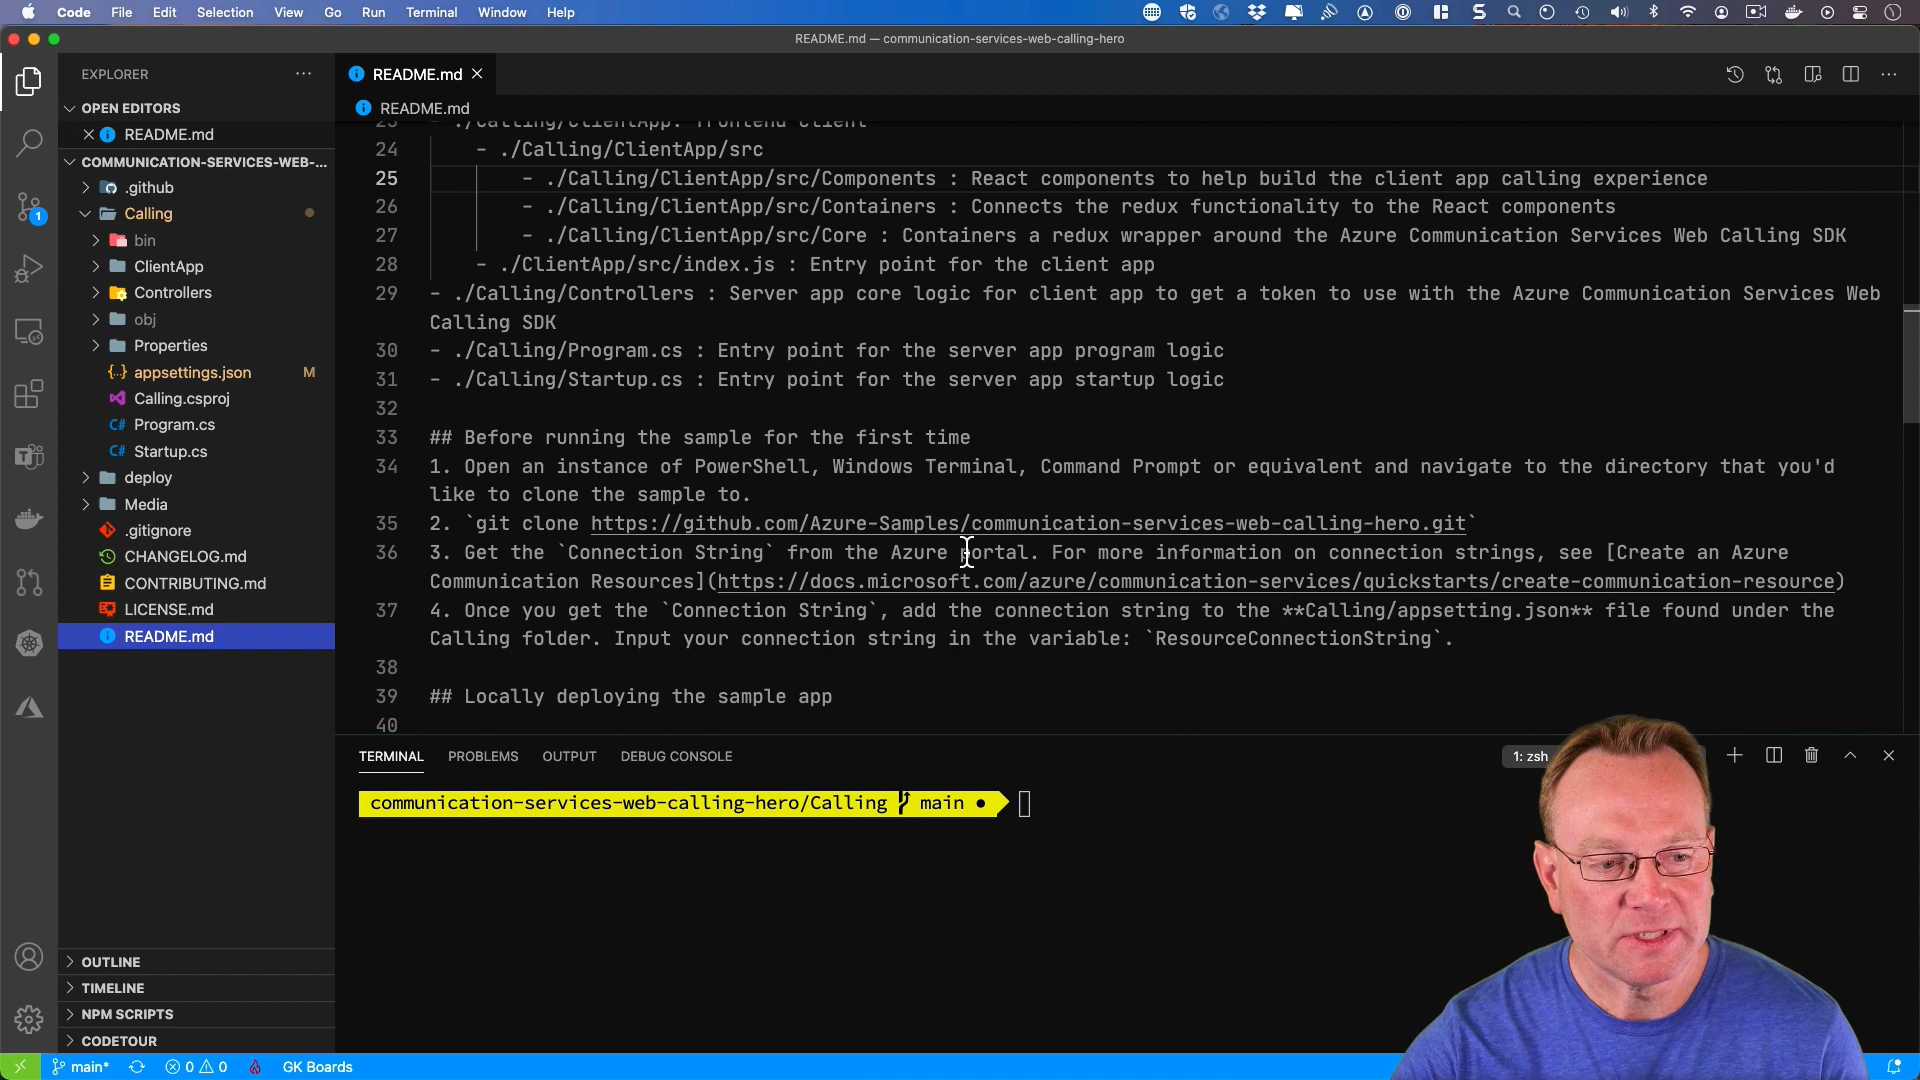 Code File Edit Selection View Go Run Terminal Window Help
README.md — communication-services-web-calling-hero
EXPLORER
OPEN EDITORS
README.md
COMMUNICATION-SERVICES-WEB-...
.github
Calling
bin
ClientApp
Controllers
obj
Properties
appsettings.json M
Calling.csproj
Program.cs
Startup.cs
deploy
Media
.gitignore
CHANGELOG.md
CONTRIBUTING.md
LICENSE.md
README.md
OUTLINE
TIMELINE
NPM SCRIPTS
CODETOUR
1
README.md
README.md
23 - ./Calling/ClientApp: frontend client
24 - ./Calling/ClientApp/src
25 - ./Calling/ClientApp/src/Components : React components to help build the client app calling experience
26 - ./Calling/ClientApp/src/Containers : Connects the redux functionality to the React components
27 - ./Calling/ClientApp/src/Core : Containers a redux wrapper around the Azure Communication Services Web Calling SDK
28 - ./ClientApp/src/index.js : Entry point for the client app
29 - ./Calling/Controllers : Server app core logic for client app to get a token to use with the Azure Communication Services Web
Calling SDK
30 - ./Calling/Program.cs : Entry point for the server app program logic
31 - ./Calling/Startup.cs : Entry point for the server app startup logic
32
33 ## Before running the sample for the first time
34 1. Open an instance of PowerShell, Windows Terminal, Command Prompt or equivalent and navigate to the directory that you'd
like to clone the sample to.
35 2. `git clone https://github.com/Azure-Samples/communication-services-web-calling-hero.git`
36 3. Get the `Connection String` from the Azure portal. For more information on connection strings, see [Create an Azure
Communication Resources](https://docs.microsoft.com/azure/communication-services/quickstarts/create-communication-resource)
37 4. Once you get the `Connection String`, add the connection string to the **Calling/appsetting.json** file found under the
Calling folder. Input your connection string in the variable: `ResourceConnectionString`.
38
39 ## Locally deploying the sample app
40
TERMINAL PROBLEMS OUTPUT DEBUG CONSOLE
1: zsh
communication-services-web-calling-hero/Calling main ●
main* 0 0 GK Boards